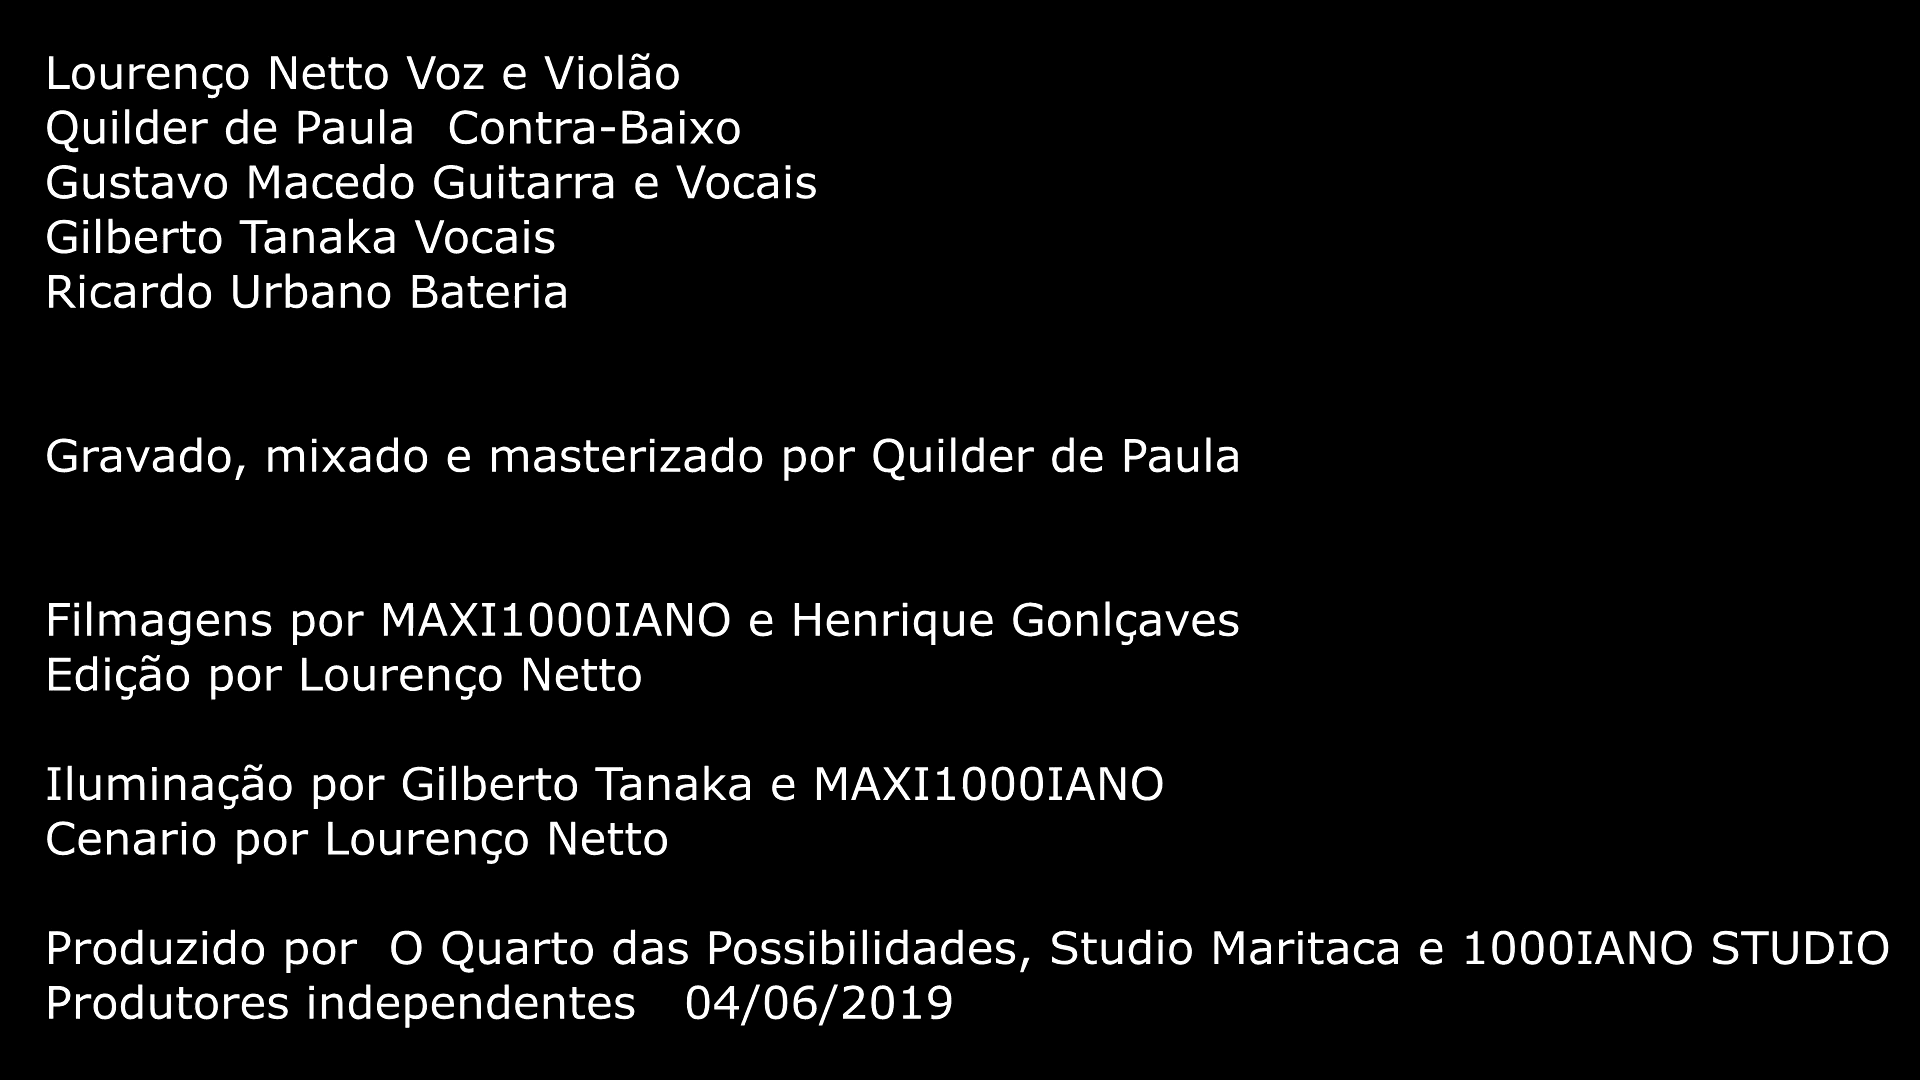 Lourenço Netto Voz e Violão
Quilder de Paula  Contra-Baixo
Gustavo Macedo Guitarra e Vocais
Gilberto Tanaka Vocais
Ricardo Urbano Bateria
Gravado, mixado e masterizado por Quilder de Paula
Filmagens por MAXI1000IANO e Henrique Gonlçaves
Edição por Lourenço Netto
Iluminação por Gilberto Tanaka e MAXI1000IANO
Cenario por Lourenço Netto
Produzido por  O Quarto das Possibilidades, Studio Maritaca e 1000IANO STUDIO
Produtores independentes   04/06/2019